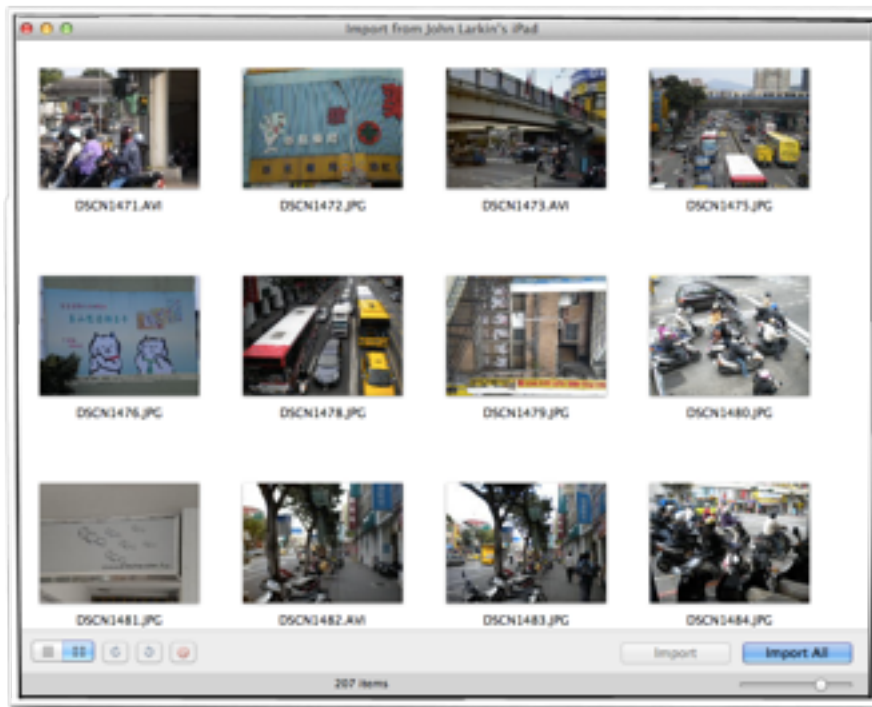 Import from John Larkin's iPad
DSCN1471.AVI
DSCN1472.JPG
DSCN1473.AVI
DSCN1475.JPG
DSCN1476.JPG
DSCN1478.JPG
DSCN1479.JPG
DSCN1480.JPG
DSCN1481.JPG
DSCN1482.AVI
DSCN1483.JPG
DSCN1484.JPG
Import
Import All
207 items